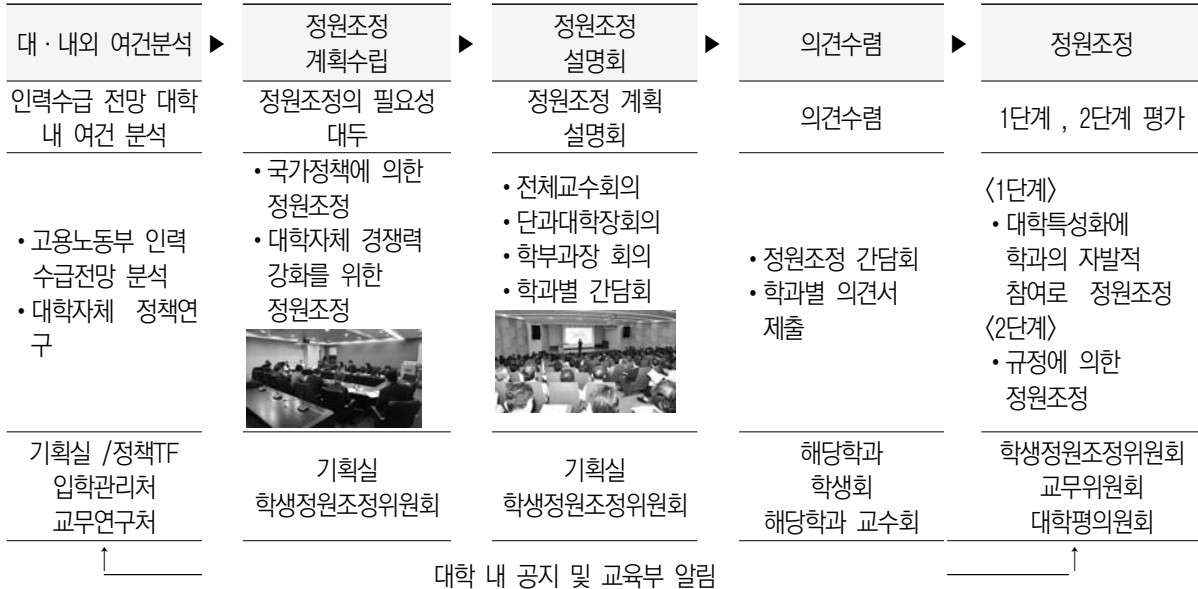 대 · 내외 여건분석 ▶
정원조정
계획수립
▶
정원조정
설명회
▶
의견수렴
▶
정원조정
인력수급 전망 대학
내 여건 분석
정원조정의 필요성
대두
정원조정 계획
설명회
의견수렴
1단계 , 2단계 평가
• 고용노동부 인력
수급전망 분석
• 대학자체 정책연
구
• 국가정책에 의한
정원조정
• 대학자체 경쟁력
강화를 위한
정원조정
• 전체교수회의
• 단과대학장회의
• 학부과장 회의
• 학과별 간담회
• 정원조정 간담회
• 학과별 의견서
제출
〈1단계〉
• 대학특성화에
학과의 자발적
참여로 정원조정
〈2단계〉
• 규정에 의한
정원조정
기획실 /정책TF
입학관리처
교무연구처
기획실
학생정원조정위원회
기획실
학생정원조정위원회
해당학과
학생회
해당학과 교수회
학생정원조정위원회
교무위원회
대학평의원회
대학 내 공지 및 교육부 알림